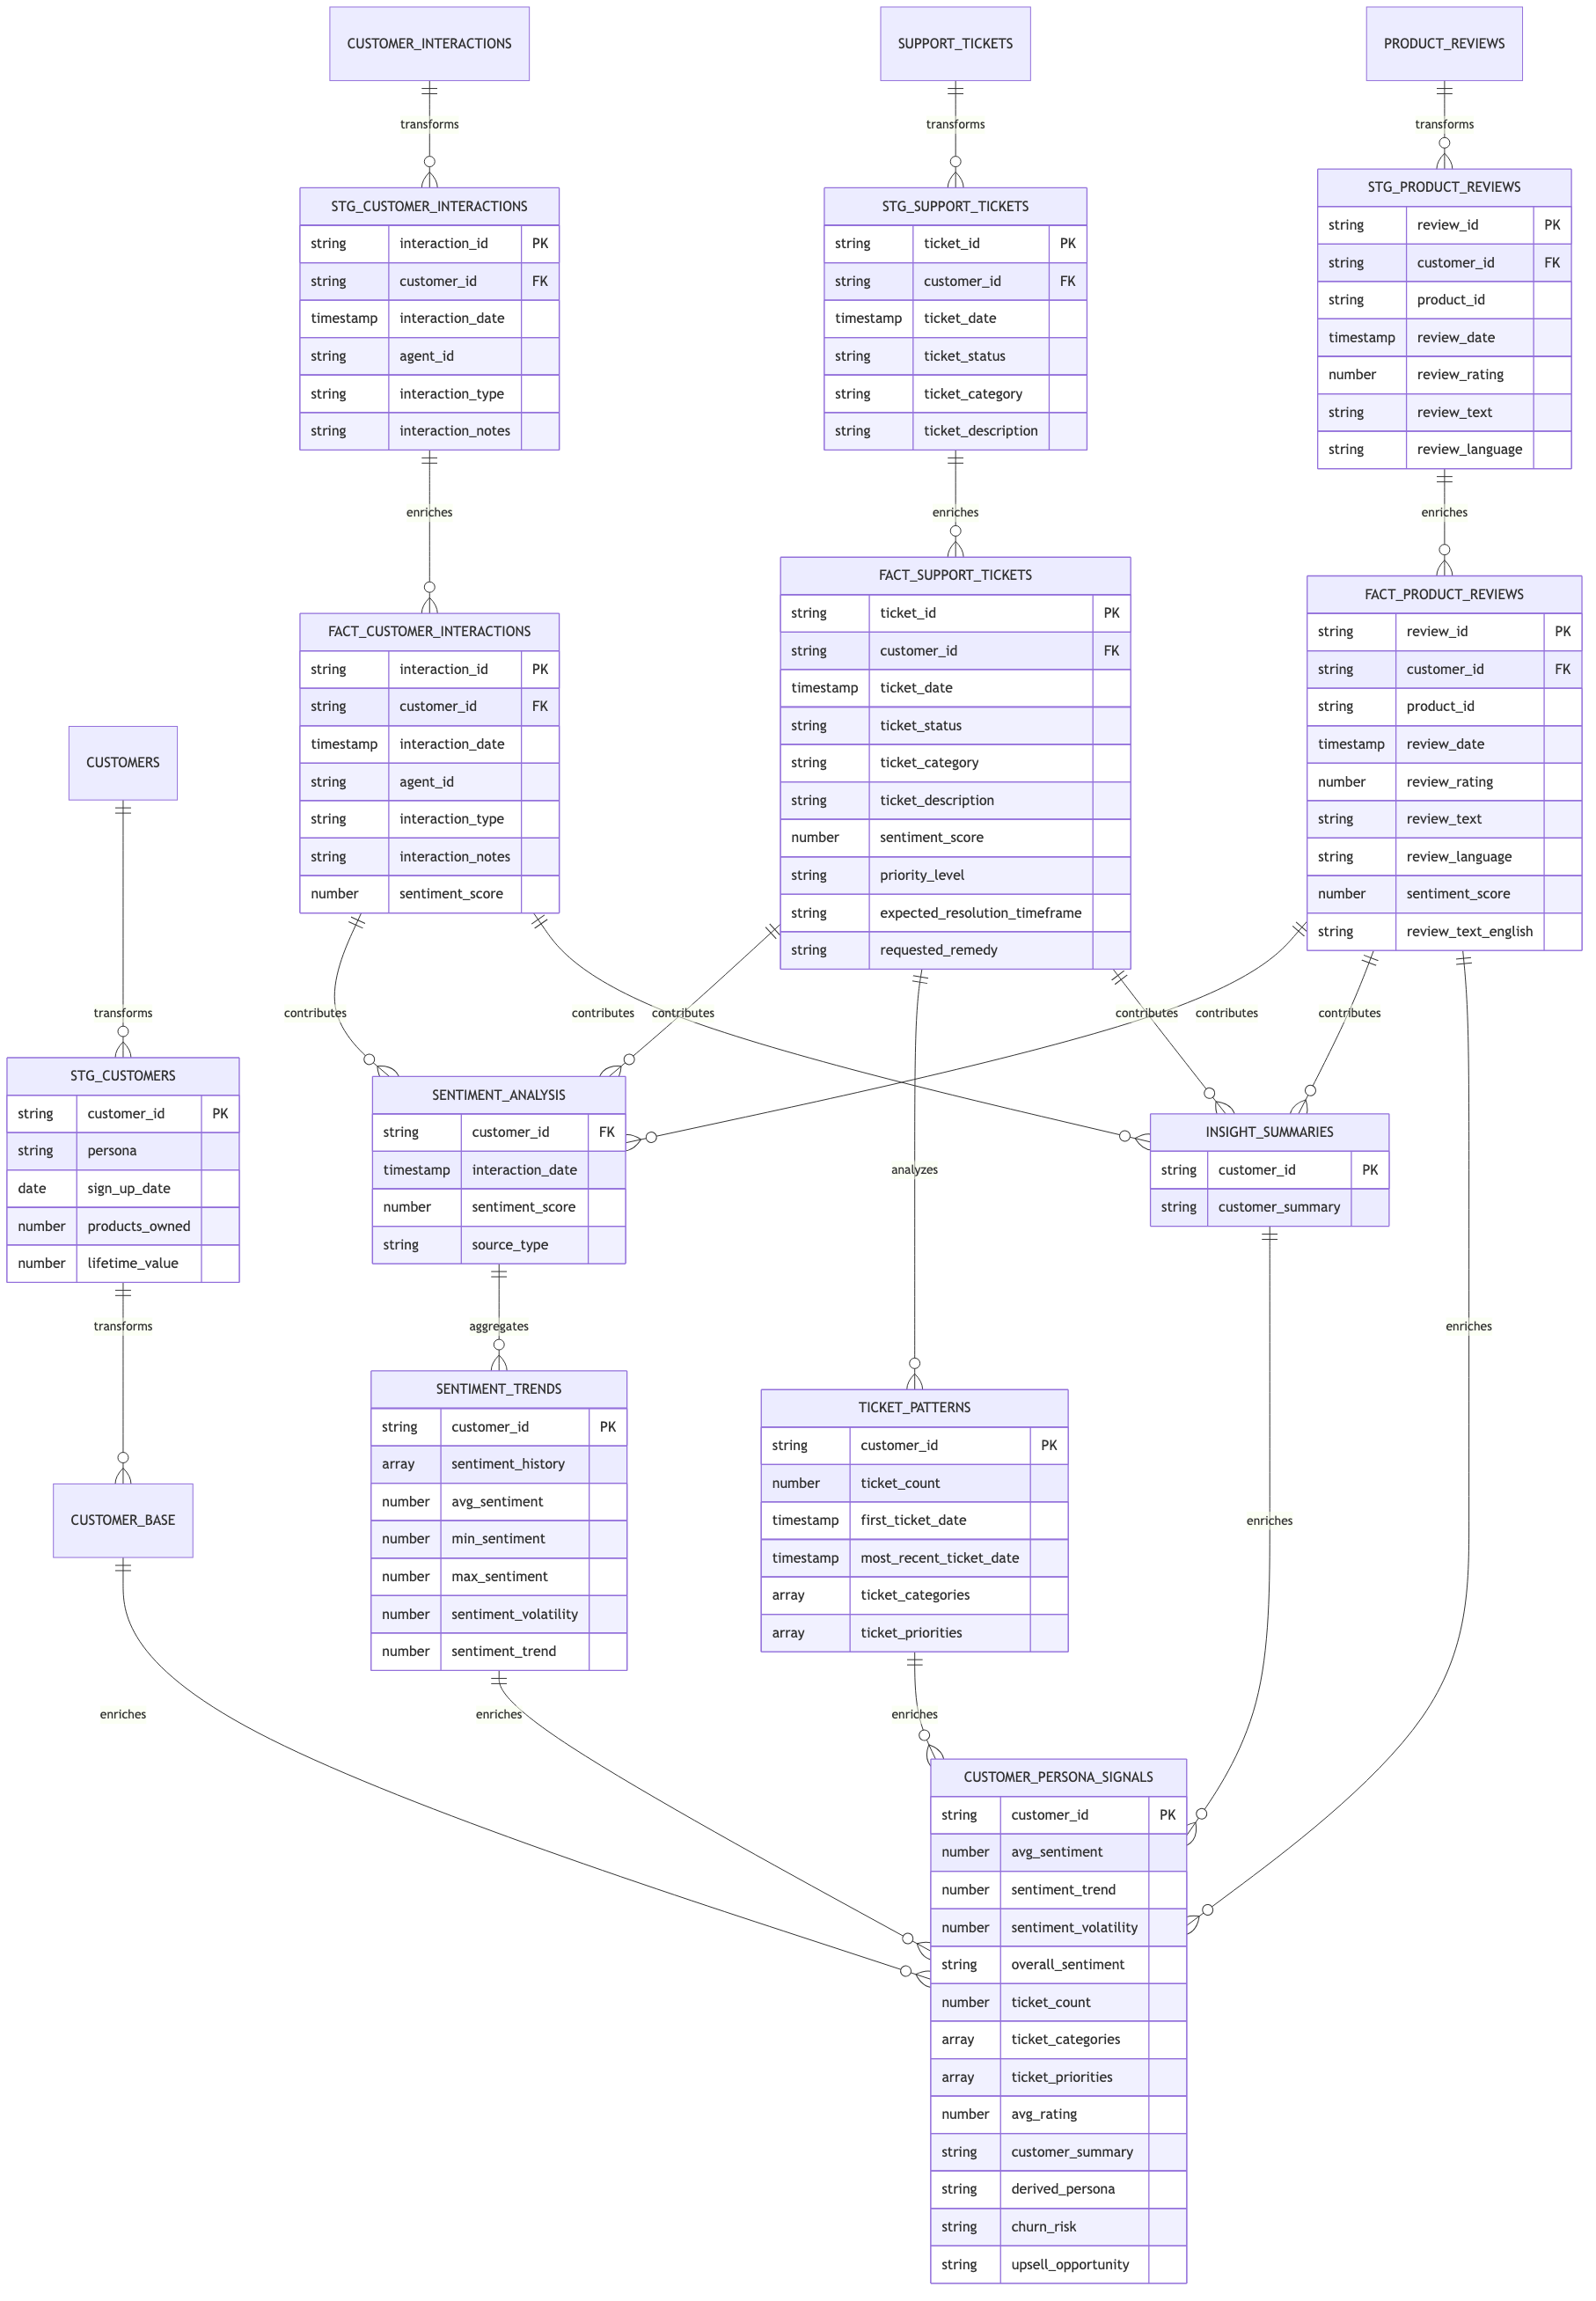 CUSTOMER_INTERACTIONS
SUPPORT_TICKETS
PRODUCT_REVIEWS
transforms
transforms
transforms
STG_CUSTOMER_INTERACTIONS
string interaction_id PK
string customer_id FK
timestamp interaction_date
string agent_id
string interaction_type
string interaction_notes
STG_SUPPORT_TICKETS
string ticket_id PK
string customer_id FK
timestamp ticket_date
string ticket_status
string ticket_category
string ticket_description
STG_PRODUCT_REVIEWS
string review_id PK
string customer_id FK
string product_id
timestamp review_date
number review_rating
string review_text
string review_language
enriches
enriches
enriches
FACT_CUSTOMER_INTERACTIONS
string interaction_id PK
string customer_id FK
timestamp interaction_date
string agent_id
string interaction_type
string interaction_notes
number sentiment_score
FACT_SUPPORT_TICKETS
string ticket_id PK
string customer_id FK
timestamp ticket_date
string ticket_status
string ticket_category
string ticket_description
number sentiment_score
string priority_level
string expected_resolution_timeframe
string requested_remedy
FACT_PRODUCT_REVIEWS
string review_id PK
string customer_id FK
string product_id
timestamp review_date
number review_rating
string review_text
string review_language
number sentiment_score
string review_text_english
CUSTOMERS
transforms
contributes
contributes
contributes
contributes
contributes
contributes
STG_CUSTOMERS
string customer_id PK
string persona
date sign_up_date
number products_owned
number lifetime_value
SENTIMENT_ANALYSIS
string customer_id FK
timestamp interaction_date
number sentiment_score
string source_type
analyzes
INSIGHT_SUMMARIES
string customer_id PK
string customer_summary
transforms
aggregates
enriches
SENTIMENT_TRENDS
string customer_id PK
array sentiment_history
number avg_sentiment
number min_sentiment
number max_sentiment
number sentiment_volatility
number sentiment_trend
TICKET_PATTERNS
string customer_id PK
number ticket_count
timestamp first_ticket_date
timestamp most_recent_ticket_date
array ticket_categories
array ticket_priorities
CUSTOMER_BASE
enriches
enriches
enriches
enriches
CUSTOMER_PERSONA_SIGNALS
string customer_id PK
number avg_sentiment
number sentiment_trend
number sentiment_volatility
string overall_sentiment
number ticket_count
array ticket_categories
array ticket_priorities
number avg_rating
string customer_summary
string derived_persona
string churn_risk
string upsell_opportunity